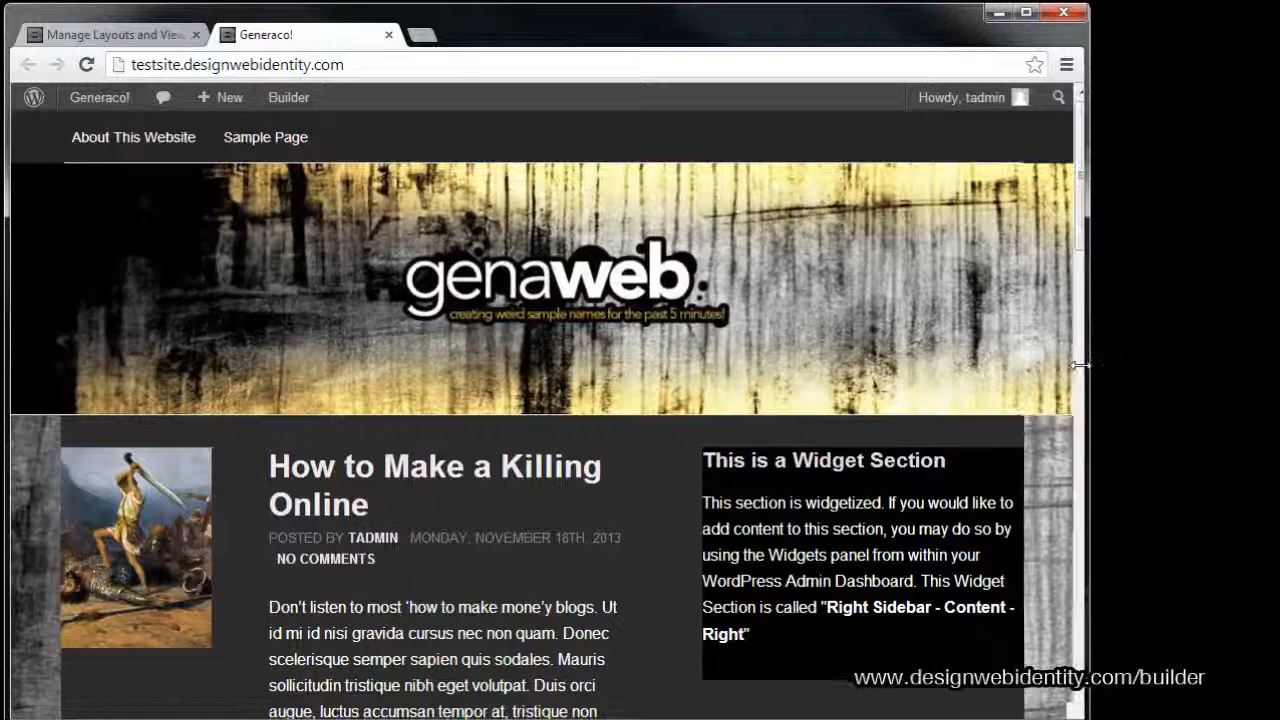 Manage Layouts and View
Generaco!
testsite.designwebidentity.com
Generaco!
New
Builder
Howdy, tadmin
About This Website
Sample Page
genaweb
creating weird sample names for the past 5 minutes!
How to Make a Killing
Online
POSTED BY TADMIN MONDAY, NOVEMBER 18TH, 2013
NO COMMENTS
Don't listen to most 'how to make mone'y blogs. Ut
id mi id nisi gravida cursus nec non quam. Donec
scelerisque semper sapien quis sodales. Mauris
sollicitudin tristique nibh eget volutpat. Duis orci
augue, luctus accumsan tempor at, tristique non
This is a Widget Section
This section is widgetized. If you would like to
add content to this section, you may do so by
using the Widgets panel from within your
WordPress Admin Dashboard. This Widget
Section is called "Right Sidebar - Content -
Right"
www.designwebidentity.com/builder